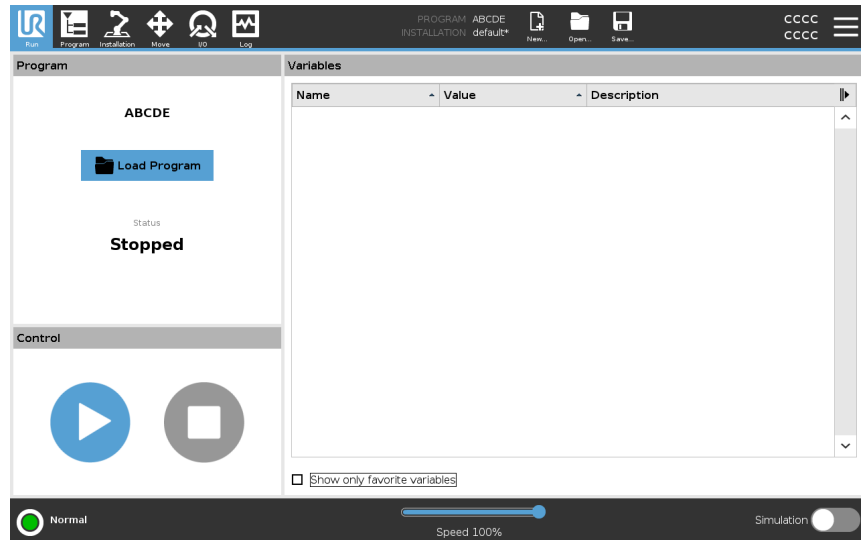 UR
Run
Program
Installation
Move
I/O
Log
PROGRAM ABCDE
INSTALLATION default*
New...
Open...
Save...
CCCC
CCCC
Program
ABCDE
Load Program
Status
Stopped
Control
Variables
Name Value Description
Show only favorite variables
Normal
Speed 100%
Simulation